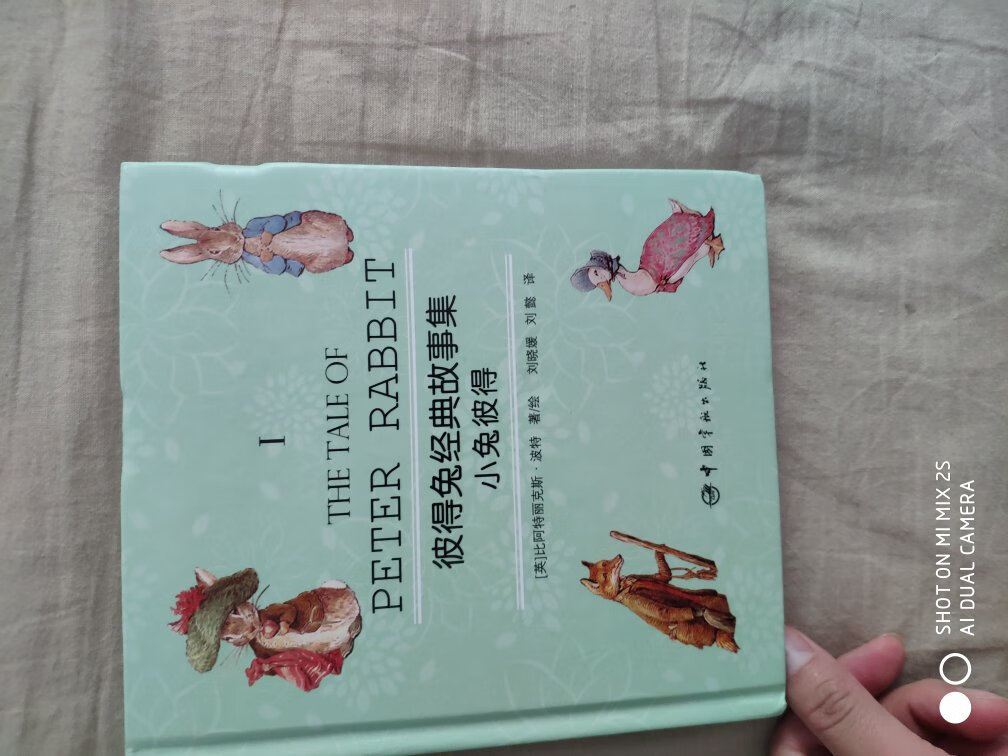 I
THE TALE OF
PETER RABBIT
彼得兔经典故事集
小兔彼得
[英]比阿特丽克斯·波特 著/绘 刘晓媛 刘懿 译
中国宇航出版社
SHOT ON MI MIX 2S
AI DUAL CAMERA